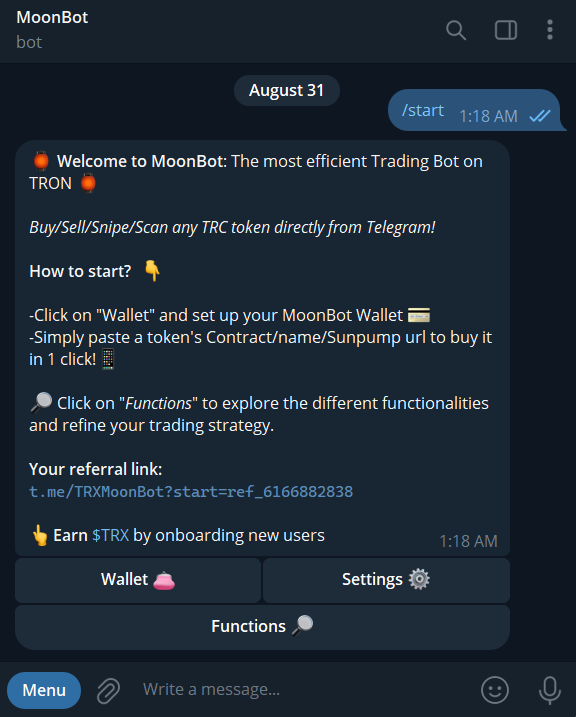 MoonBot
bot
August 31
/start 1:18 AM
🏮 Welcome to MoonBot: The most efficient Trading Bot on
TRON 🏮
Buy/Sell/Snipe/Scan any TRC token directly from Telegram!
How to start? 👇
-Click on "Wallet" and set up your MoonBot Wallet 💳
-Simply paste a token's Contract/name/Sunpump url to buy it
in 1 click! 📱
🔎 Click on "Functions" to explore the different functionalities
and refine your trading strategy.
Your referral link:
t.me/TRXMoonBot?start=ref_6166882838
👆 Earn $TRX by onboarding new users
1:18 AM
Wallet 👛
Settings ⚙️
Functions 🔎
Menu
Write a message...